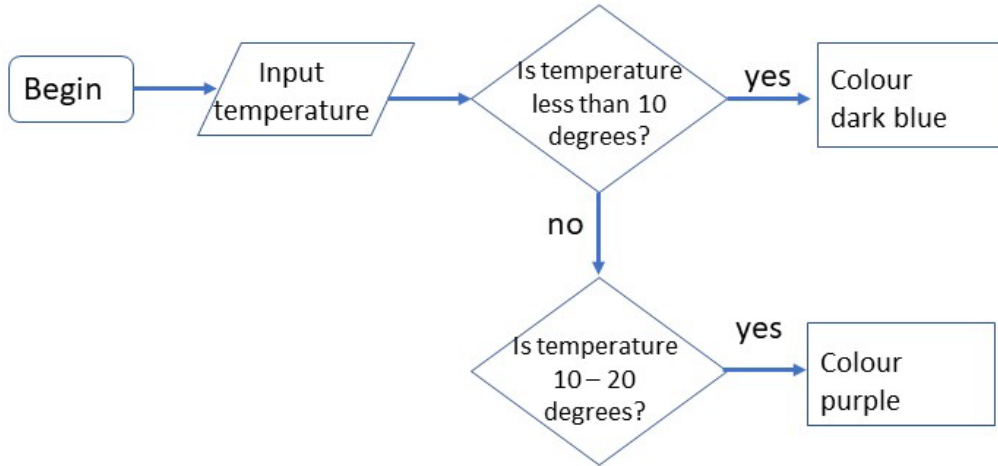 Begin
Input
temperature
Is temperature
less than 10
degrees?
yes
Colour
dark blue
no
Is temperature
10 – 20
degrees?
yes
Colour
purple